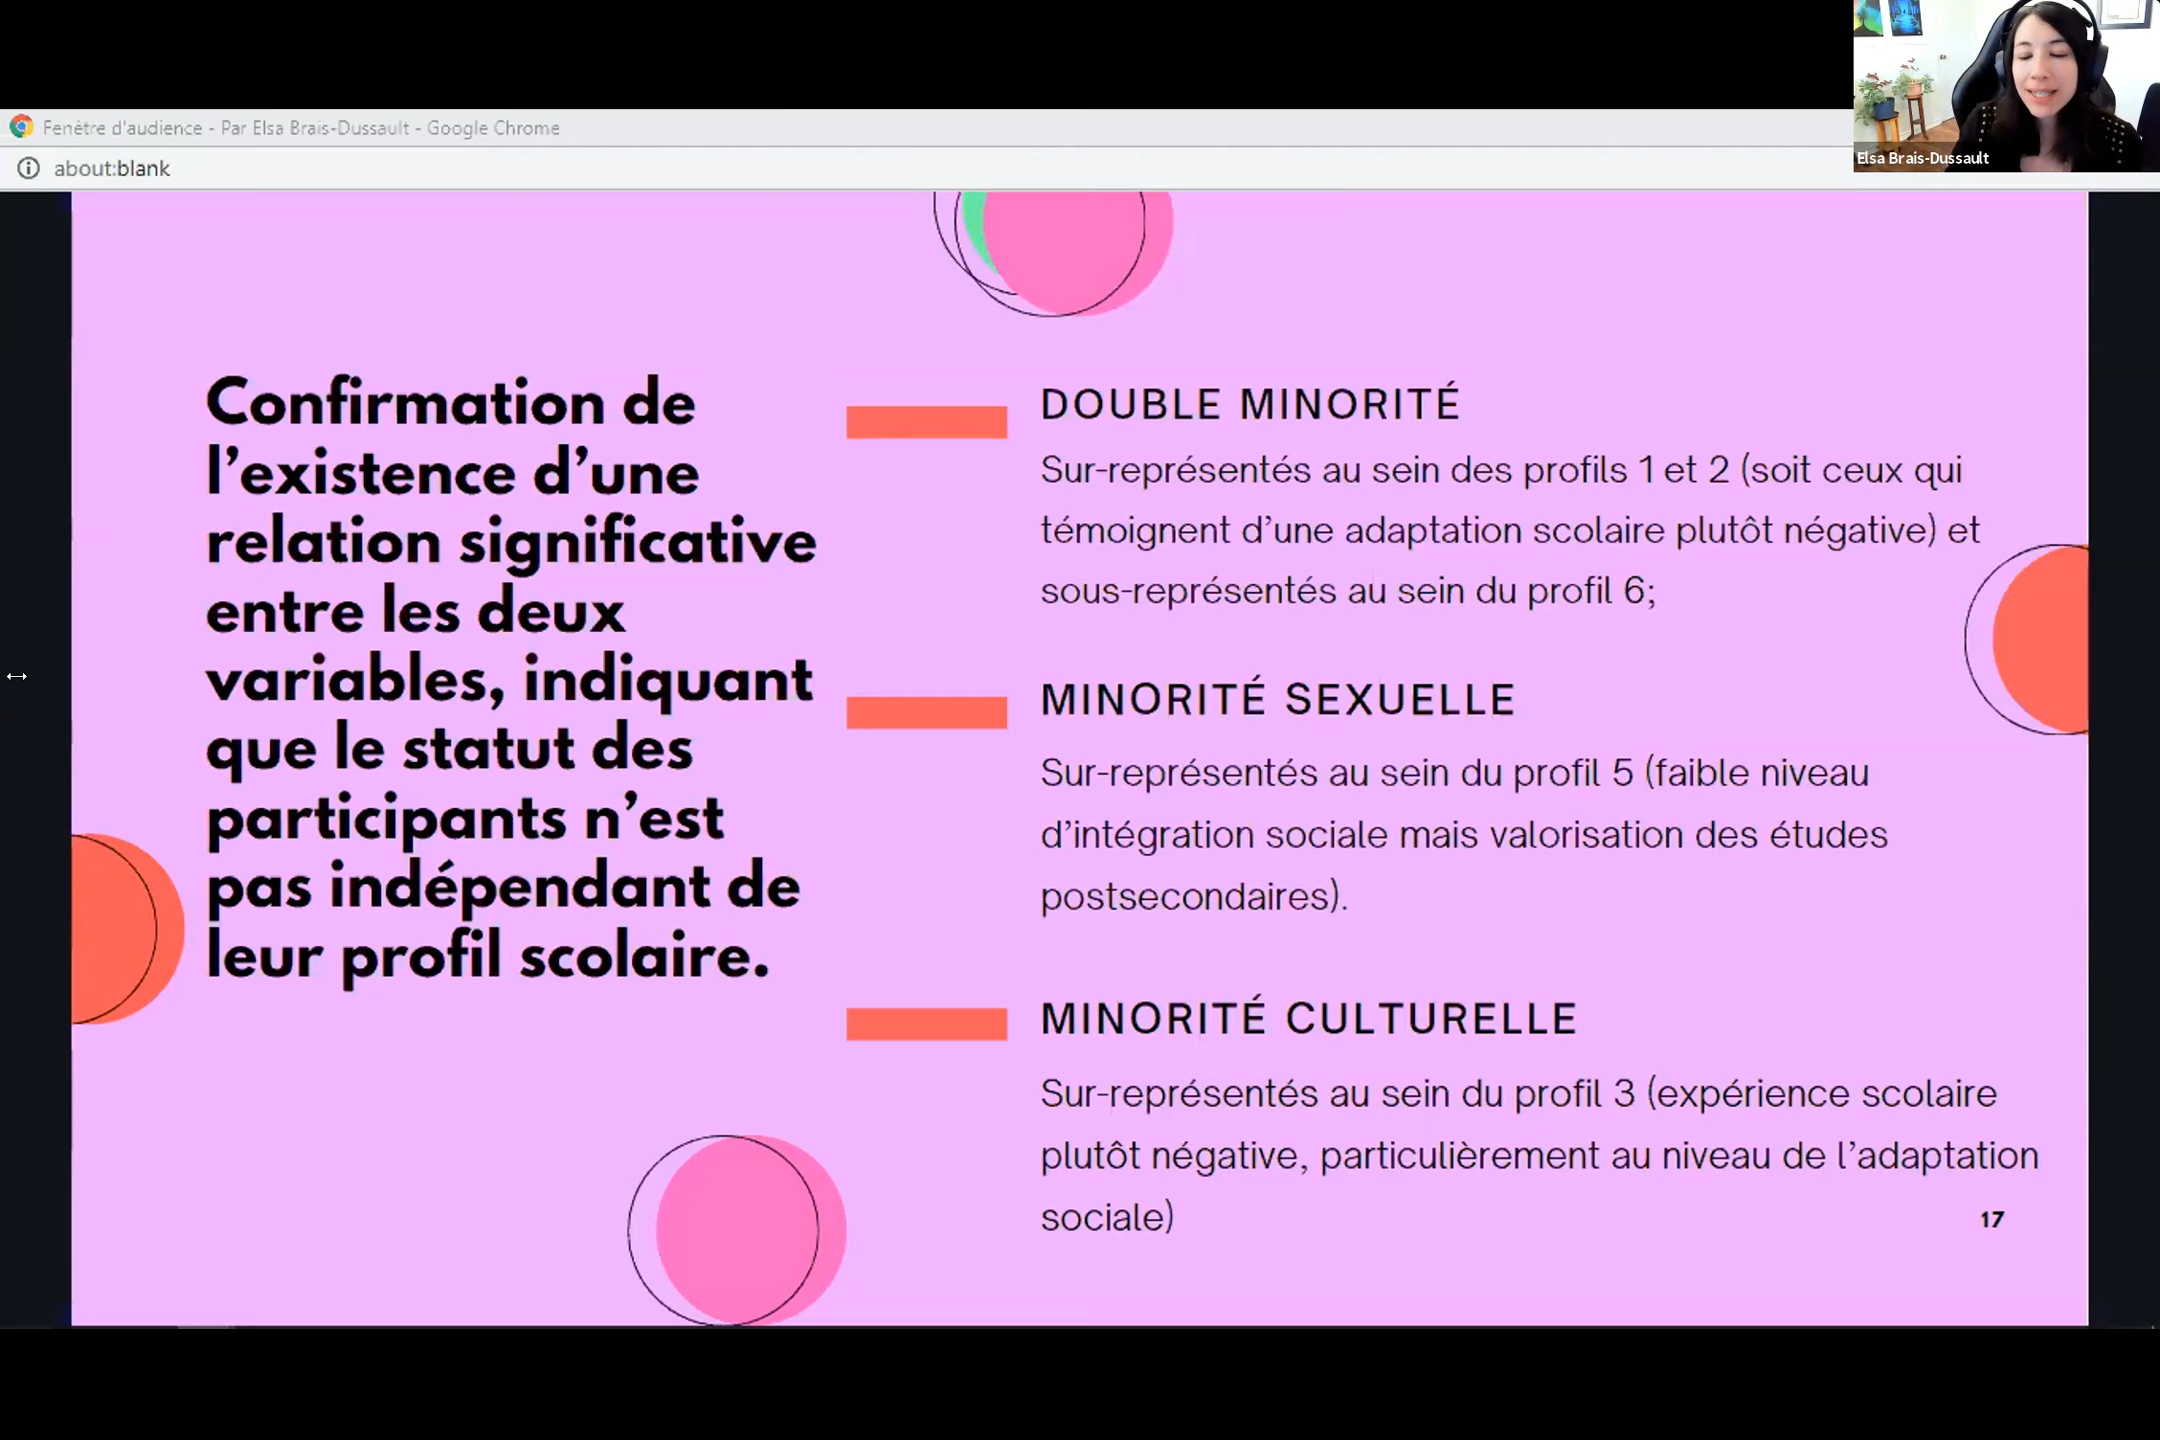 Fenêtre d'audience - Par Elsa Brais-Dussault - Google Chrome
about:blank
Elsa Brais-Dussault
Confirmation de
l’existence d’une
relation significative
entre les deux
variables, indiquant
que le statut des
participants n’est
pas indépendant de
leur profil scolaire.
DOUBLE MINORITÉ
Sur-représentés au sein des profils 1 et 2 (soit ceux qui
témoignent d’une adaptation scolaire plutôt négative) et
sous-représentés au sein du profil 6;
MINORITÉ SEXUELLE
Sur-représentés au sein du profil 5 (faible niveau
d’intégration sociale mais valorisation des études
postsecondaires).
MINORITÉ CULTURELLE
Sur-représentés au sein du profil 3 (expérience scolaire
plutôt négative, particulièrement au niveau de l’adaptation
sociale)
17